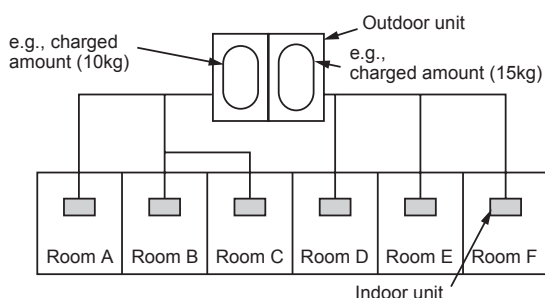 e.g., charged
amount (10kg)
Outdoor unit
e.g.,
charged amount (15kg)
Room A
Room B
Room C
Room D
Room E
Room F
Indoor unit